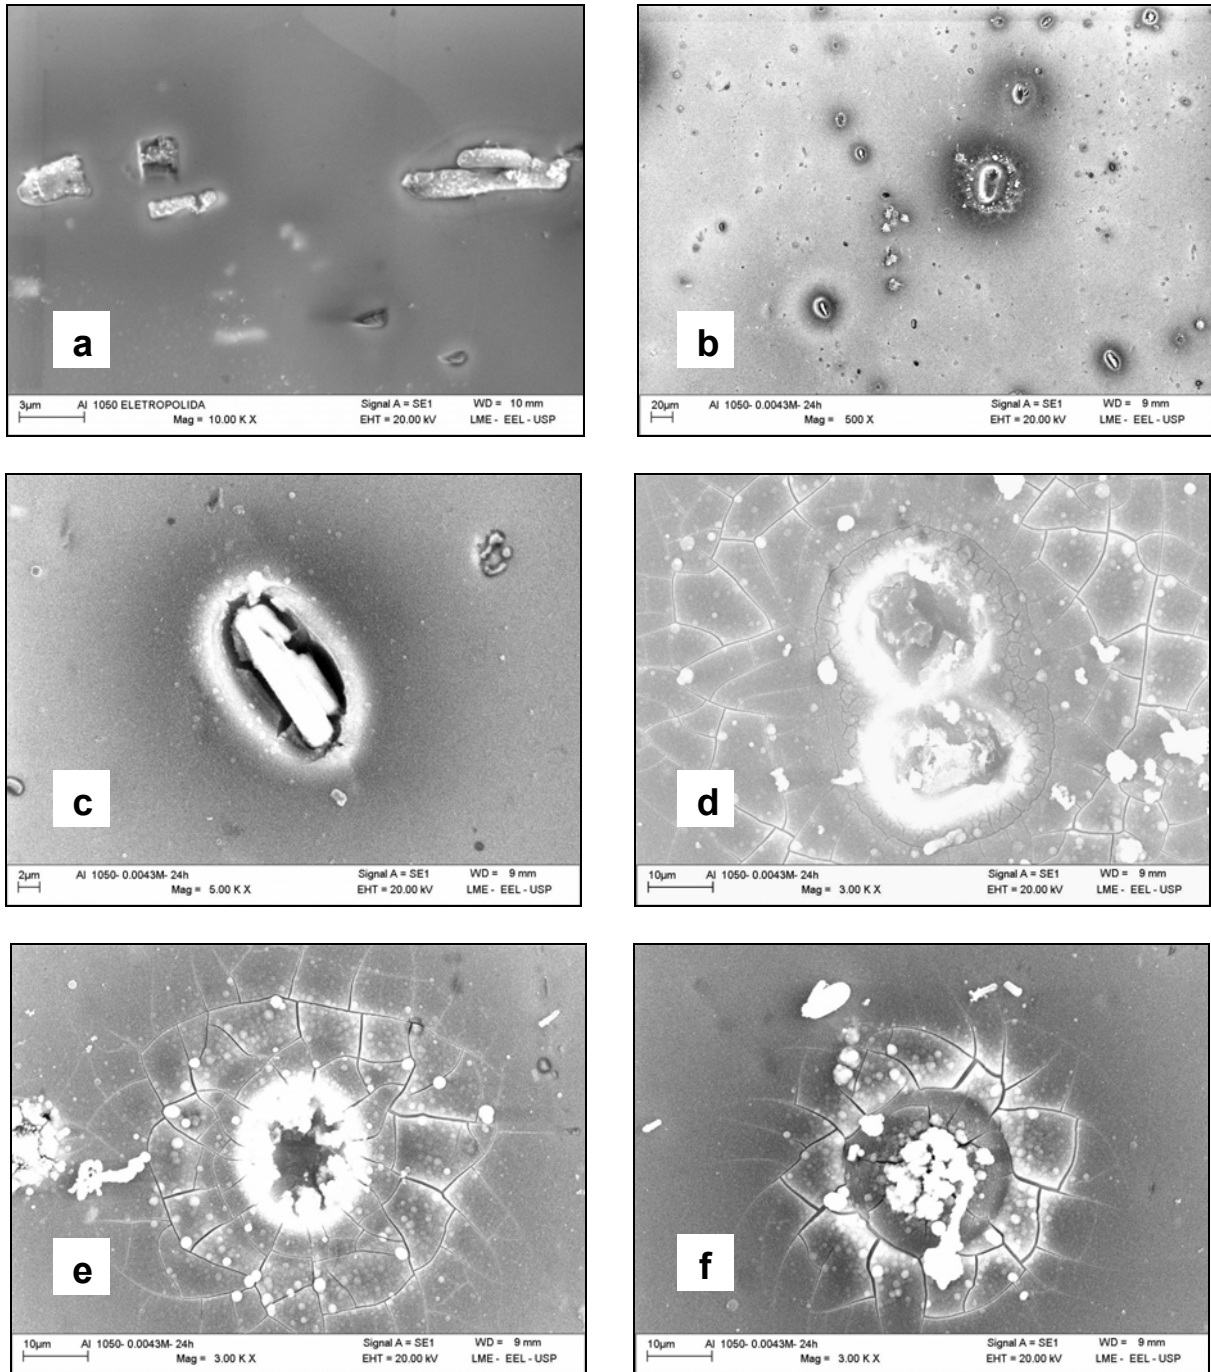 a
3µm Al 1050 ELETROPOLIDA Signal A = SE1 WD = 10 mm
Mag = 10.00 K X EHT = 20.00 kV LME - EEL - USP
b
20µm Al 1050- 0.0043M- 24h Signal A = SE1 WD = 9 mm
Mag = 500 X EHT = 20.00 kV LME - EEL - USP
c
2µm Al 1050- 0.0043M- 24h Signal A = SE1 WD = 9 mm
Mag = 5.00 K X EHT = 20.00 kV LME - EEL - USP
d
10µm Al 1050- 0.0043M- 24h Signal A = SE1 WD = 9 mm
Mag = 3.00 K X EHT = 20.00 kV LME - EEL - USP
e
10µm Al 1050- 0.0043M- 24h Signal A = SE1 WD = 9 mm
Mag = 3.00 K X EHT = 20.00 kV LME - EEL - USP
f
10µm Al 1050- 0.0043M- 24h Signal A = SE1 WD = 9 mm
Mag = 3.00 K X EHT = 20.00 kV LME - EEL - USP